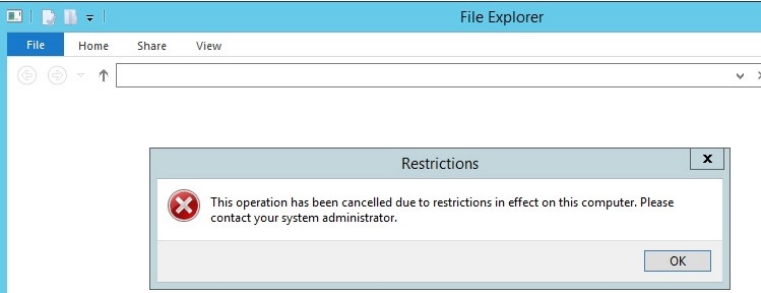 File Explorer
File Home Share View
Restrictions
x
This operation has been cancelled due to restrictions in effect on this computer. Please
contact your system administrator.
OK